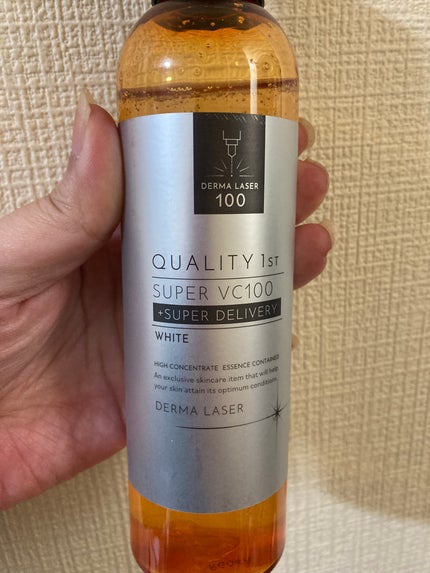 DERMA LASER
100
QUALITY 1ST
SUPER VC100
+SUPER DELIVERY
WHITE
HIGH CONCENTRATE ESSENCE CONTAINED
An exclusive skincare item that will help
your skin attain its optimum conditions.
DERMA LASER